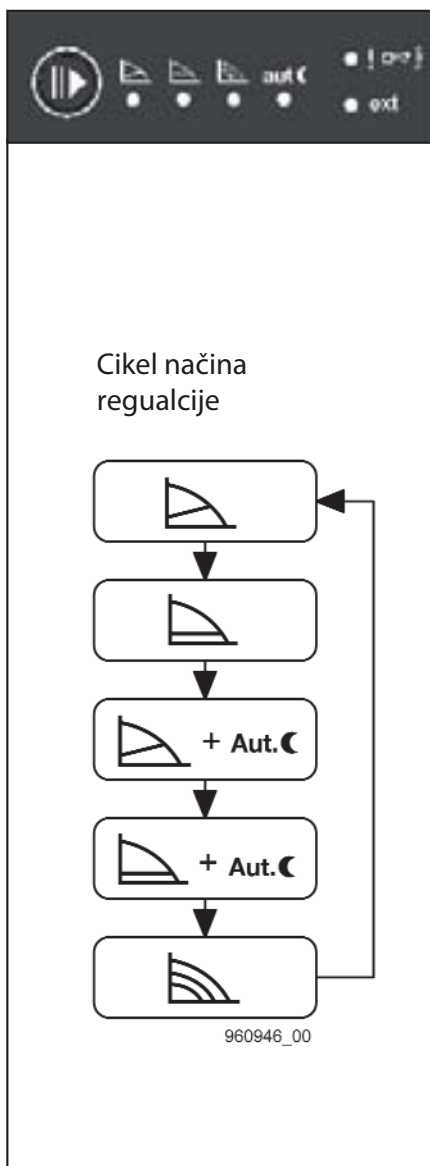 aut
ext
Cikel načina
regualcije
+ Aut.
+ Aut.
960946_00